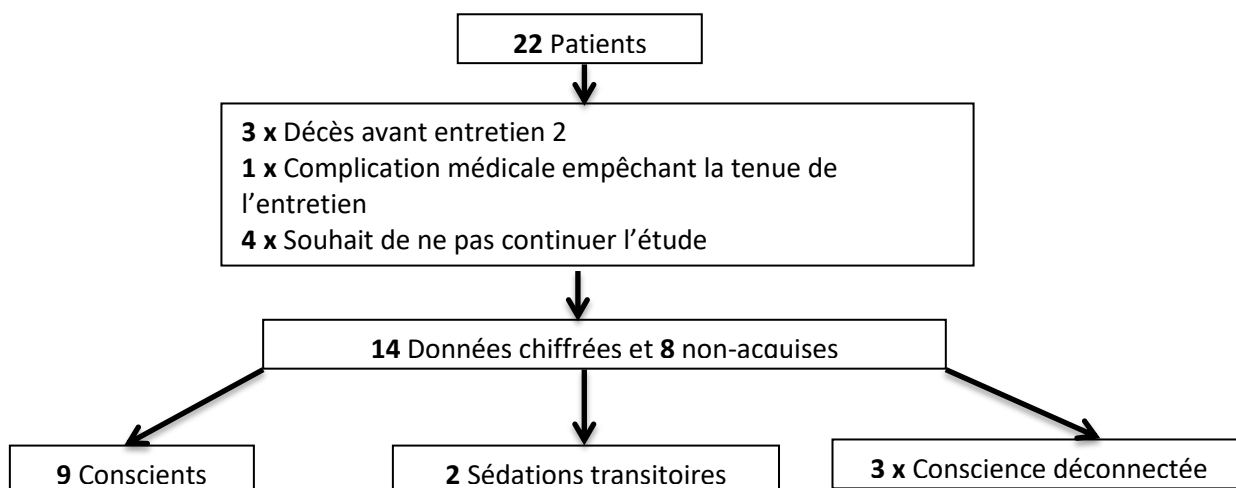 22 Patients
3 x Décès avant entretien 2
1 x Complication médicale empêchant la tenue de
l’entretien
4 x Souhait de ne pas continuer l’étude
14 Données chiffrées et 8 non-acquises
9 Conscients
2 Sédations transitoires
3 x Conscience déconnectée